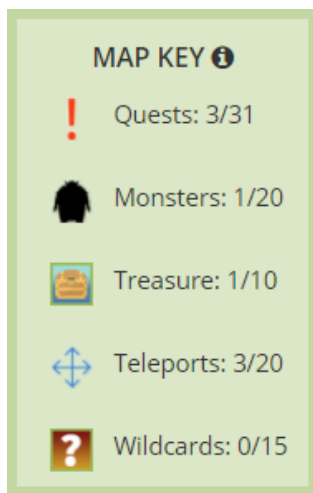 MAP KEY
Quests: 3/31
Monsters: 1/20
Treasure: 1/10
Teleports: 3/20
Wildcards: 0/15